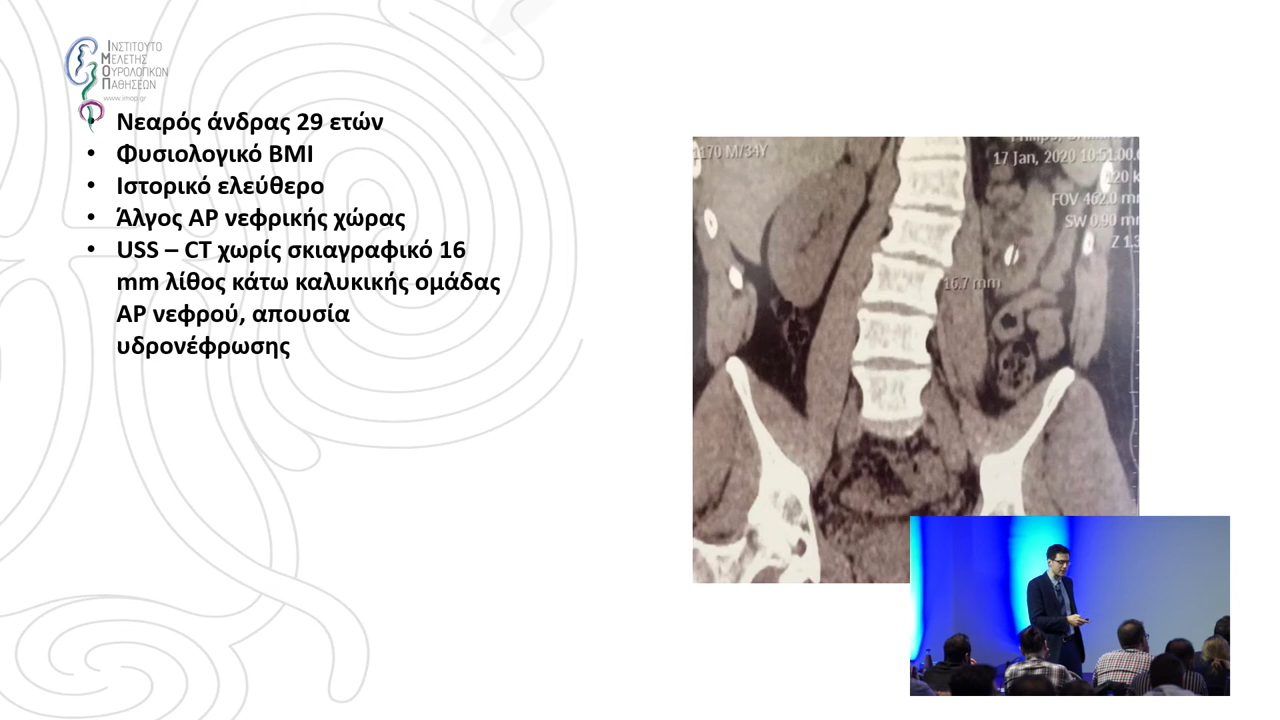 ΙΝΣΤΙΤΟΥΤΟ
ΜΕΛΕΤΗΣ
ΟΥΡΟΛΟΓΙΚΩΝ
ΠΑΘΗΣΕΩΝ
www.imop.gr
Νεαρός άνδρας 29 ετών
• Φυσιολογικό BMI
• Ιστορικό ελεύθερο
• Άλγος ΑΡ νεφρικής χώρας
• USS – CT χωρίς σκιαγραφικό 16
mm λίθος κάτω καλυκικής ομάδας
ΑΡ νεφρού, απουσία
υδρονέφρωσης
1170 M/34Y
17 Jan, 2020 10:51:00.
FOV 462.0 mm
SW 0.90 mm
Z 1.3
16.7 mm